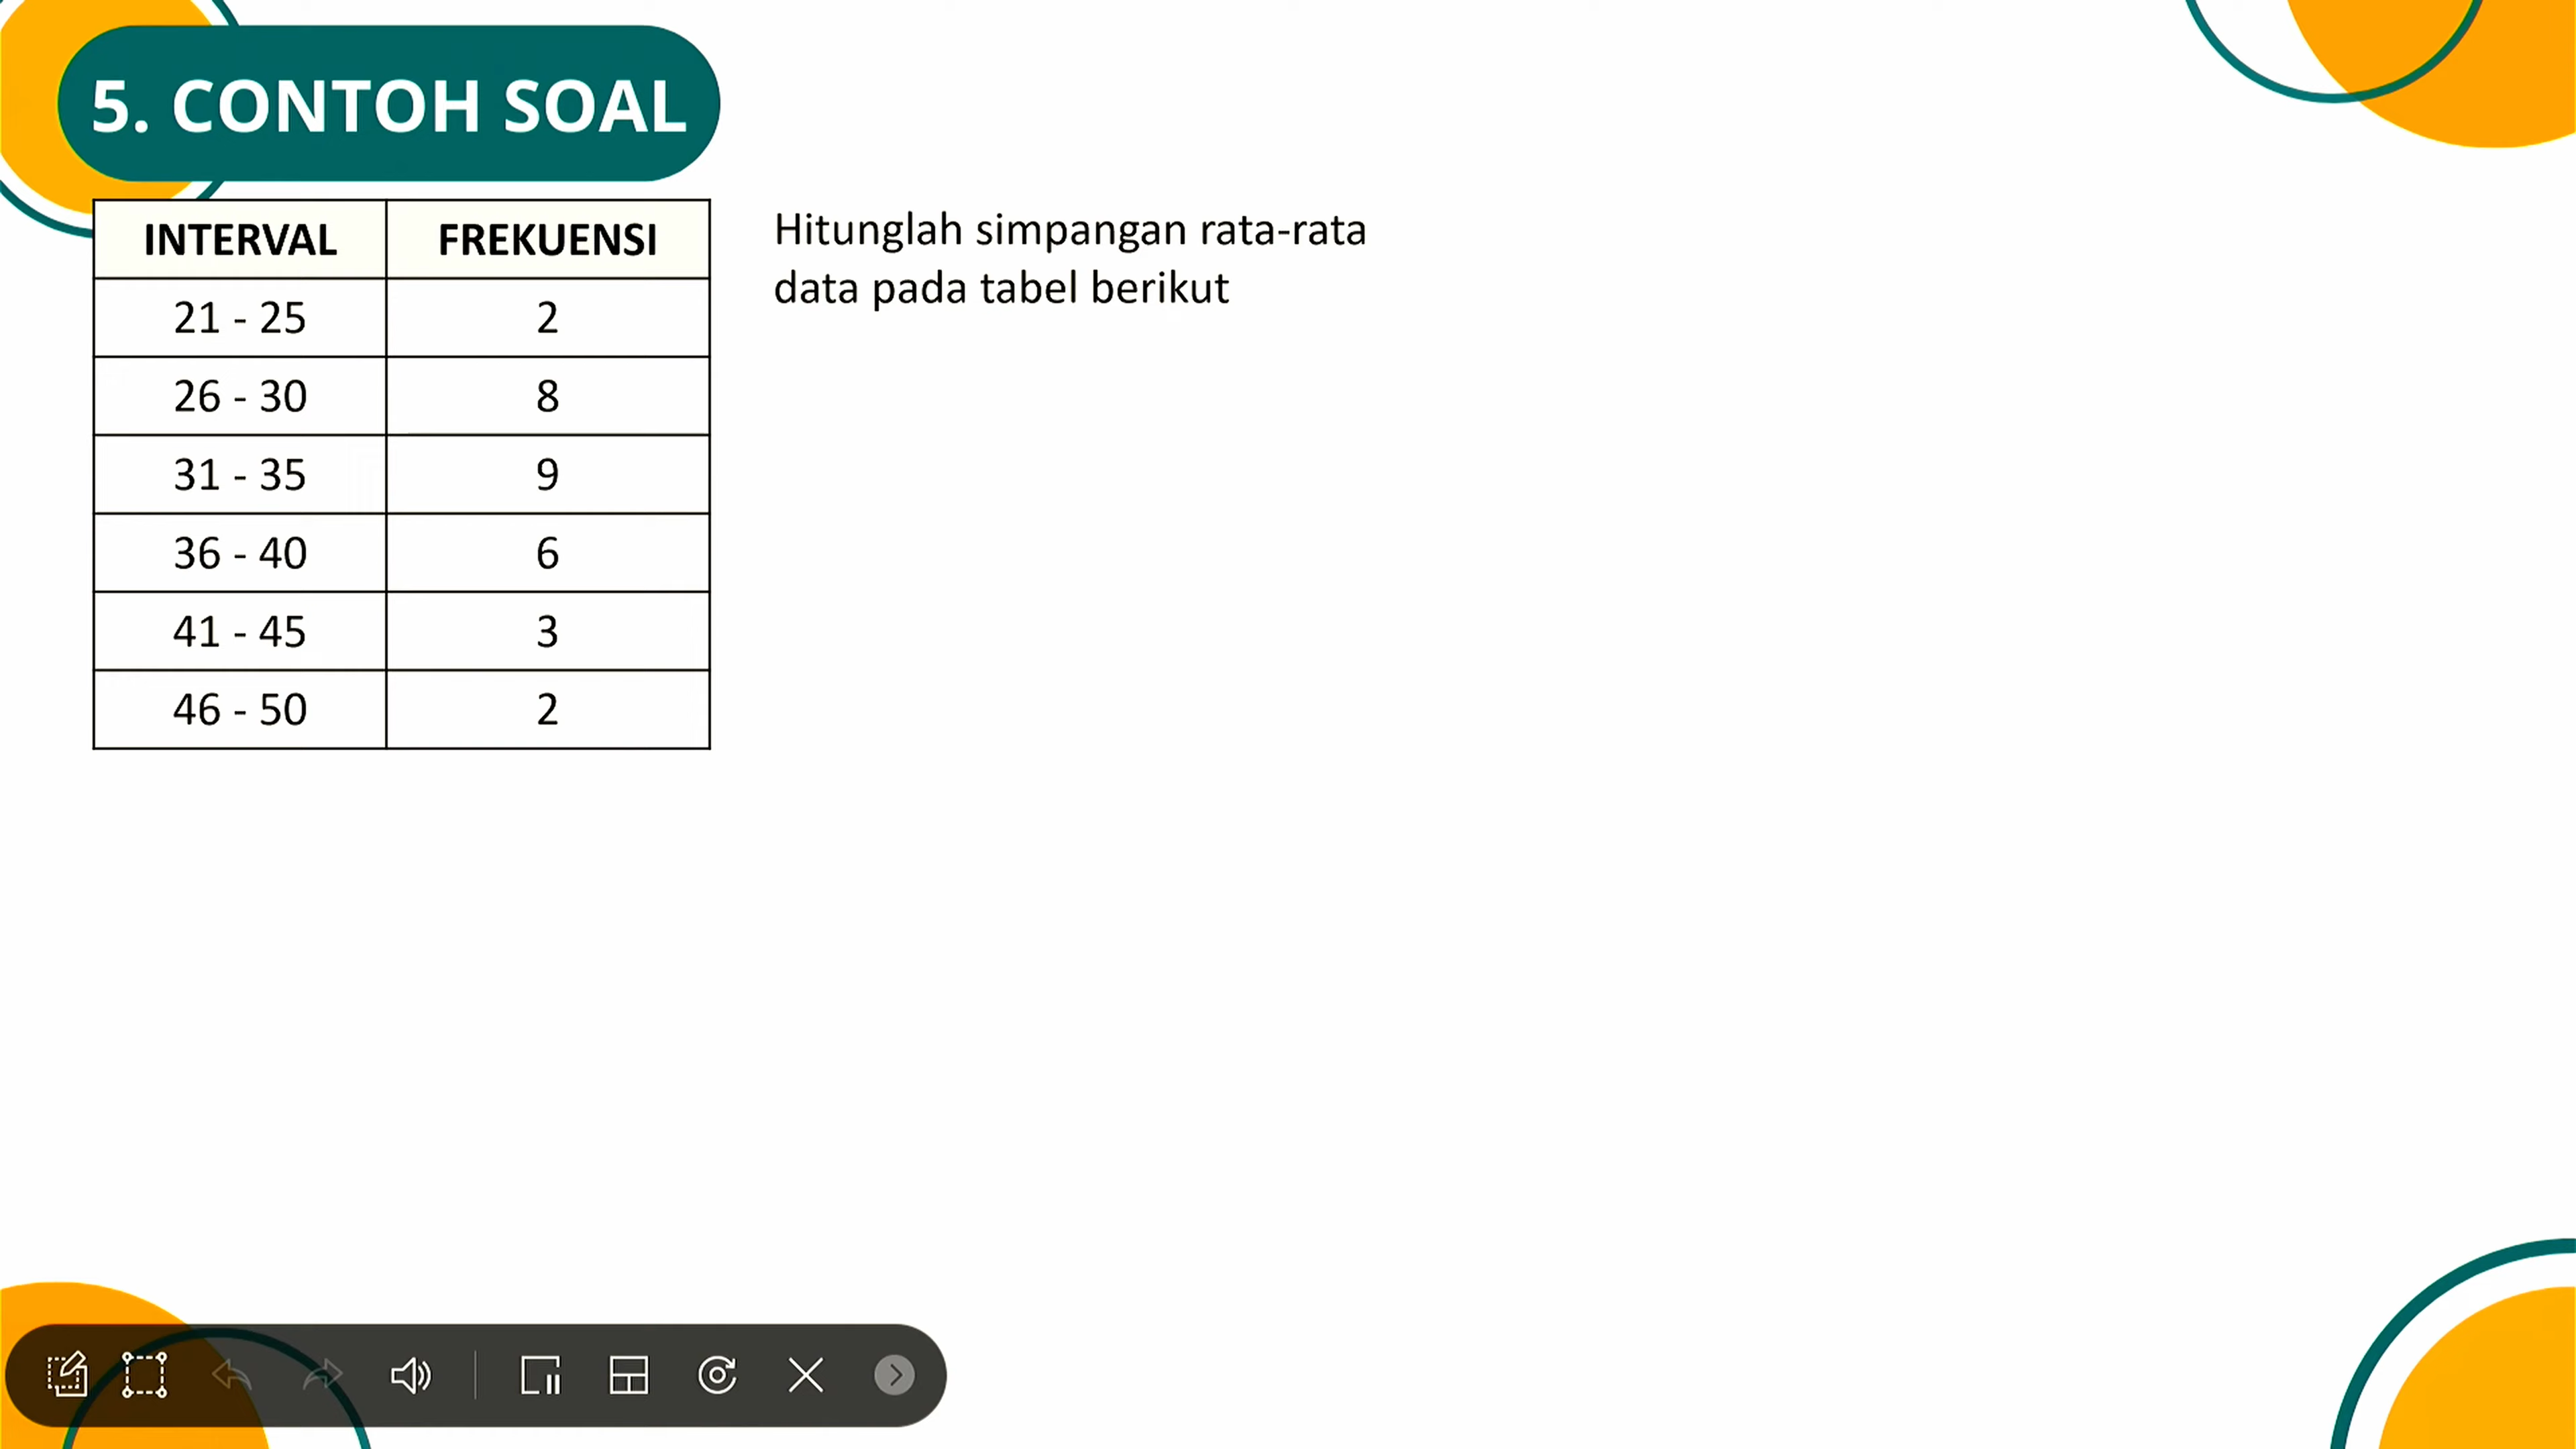 5. CONTOH SOAL
INTERVAL FREKUENSI
21 - 25 2
26 - 30 8
31 - 35 9
36 - 40 6
41 - 45 3
46 - 50 2
Hitunglah simpangan rata-rata
data pada tabel berikut